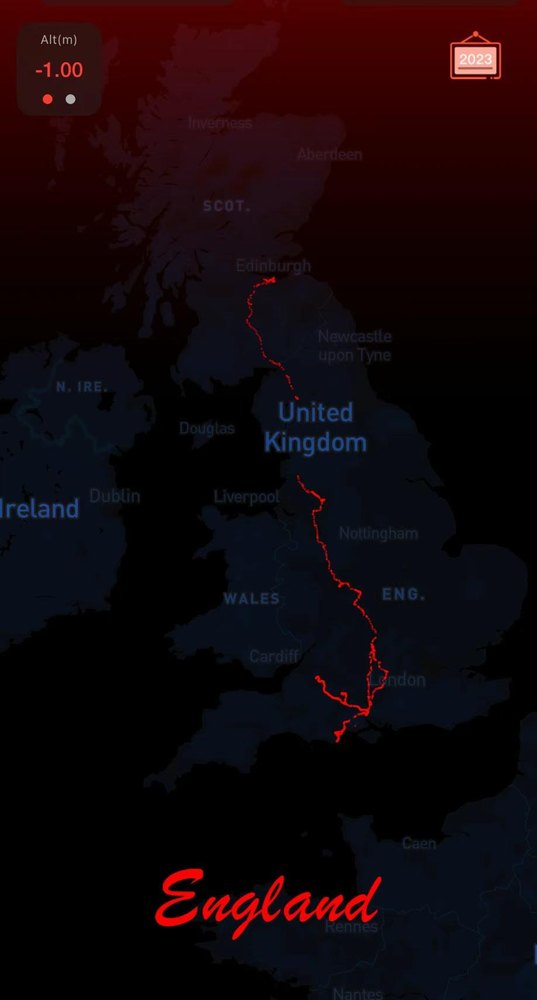 Alt(m)
-1.00
2023
Inverness
Aberdeen
SCOT.
Edinburgh
Newcastle
upon Tyne
N. IRE.
United
Kingdom
Douglas
Ireland
Dublin
Liverpool
Nottingham
WALES
ENG.
Cardiff
London
Caen
England
Rennes
Nantes